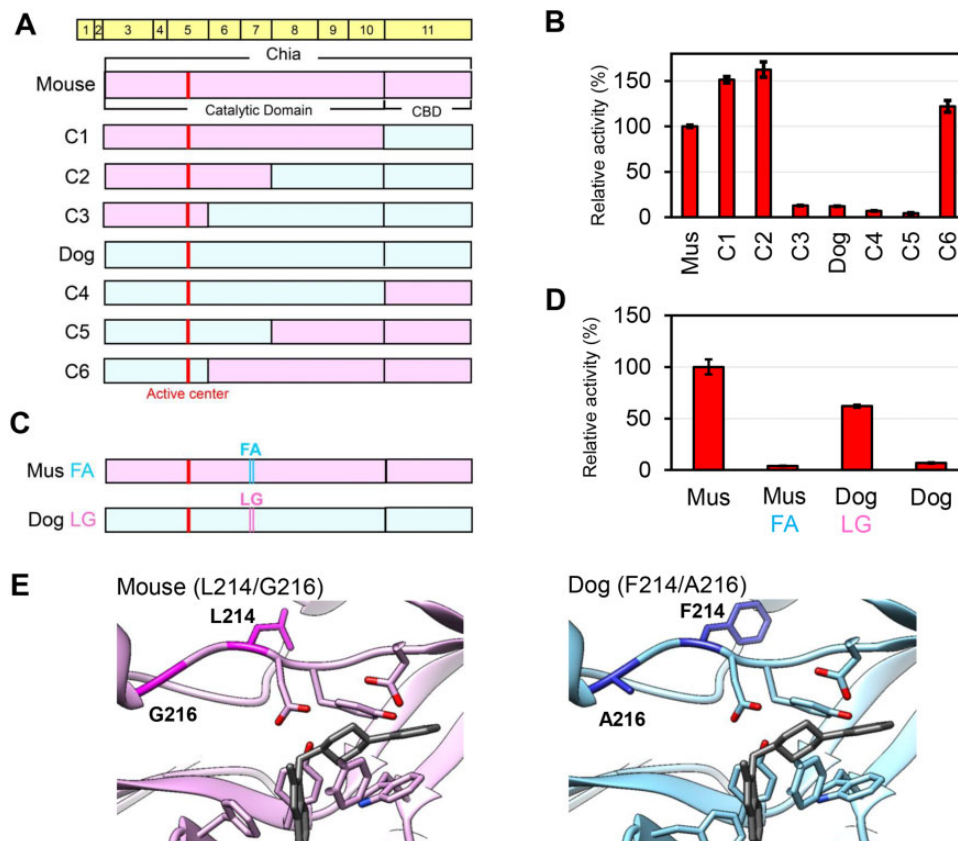 A
1 2 3 4 5 6 7 8 9 10 11
Chia
Mouse
Catalytic Domain CBD
C1
C2
C3
Dog
C4
C5
C6
Active center
B
Relative activity (%)
150
100
50
0
Mus C1 C2 C3 Dog C4 C5 C6
C
FA
Mus FA
LG
Dog LG
D
Relative activity (%)
150
100
50
0
Mus Mus Dog Dog
FA LG
E
Mouse (L214/G216)
L214
G216
Dog (F214/A216)
F214
A216